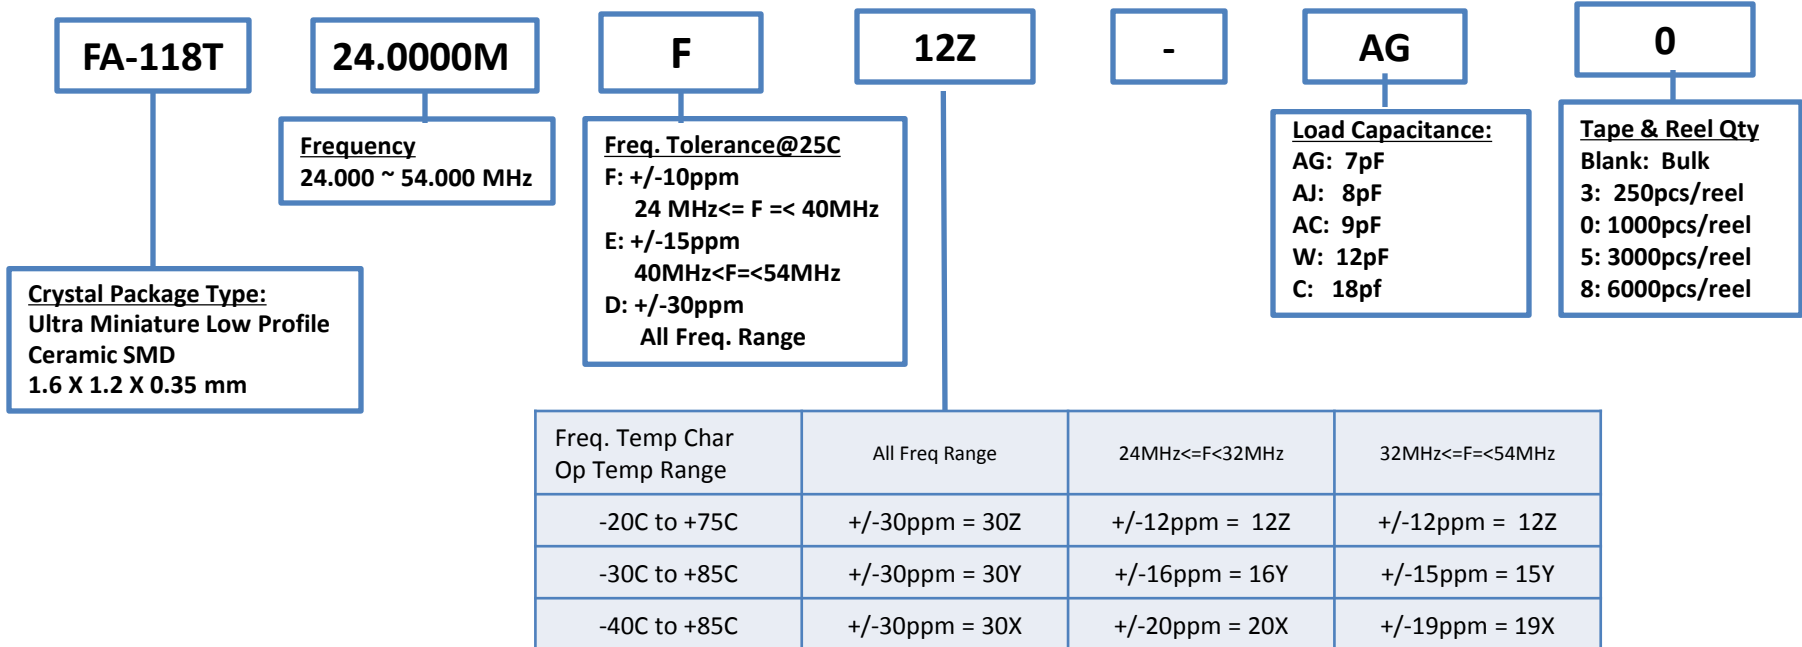 FA-118T 24.0000M F 12Z - AG 0
Frequency
24.000 ~ 54.000 MHz
Freq. Tolerance@25C
F: +/-10ppm
24 MHz<= F =< 40MHz
E: +/-15ppm
40MHz<F=<54MHz
D: +/-30ppm
All Freq. Range
Load Capacitance:
AG: 7pF
AJ: 8pF
AC: 9pF
W: 12pF
C: 18pf
Tape & Reel Qty
Blank: Bulk
3: 250pcs/reel
0: 1000pcs/reel
5: 3000pcs/reel
8: 6000pcs/reel
Crystal Package Type:
Ultra Miniature Low Profile
Ceramic SMD
1.6 X 1.2 X 0.35 mm
Freq. Temp Char
Op Temp Range
All Freq Range 24MHz<=F<32MHz 32MHz<=F=<54MHz
-20C to +75C +/-30ppm = 30Z +/-12ppm = 12Z +/-12ppm = 12Z
-30C to +85C +/-30ppm = 30Y +/-16ppm = 16Y +/-15ppm = 15Y
-40C to +85C +/-30ppm = 30X +/-20ppm = 20X +/-19ppm = 19X